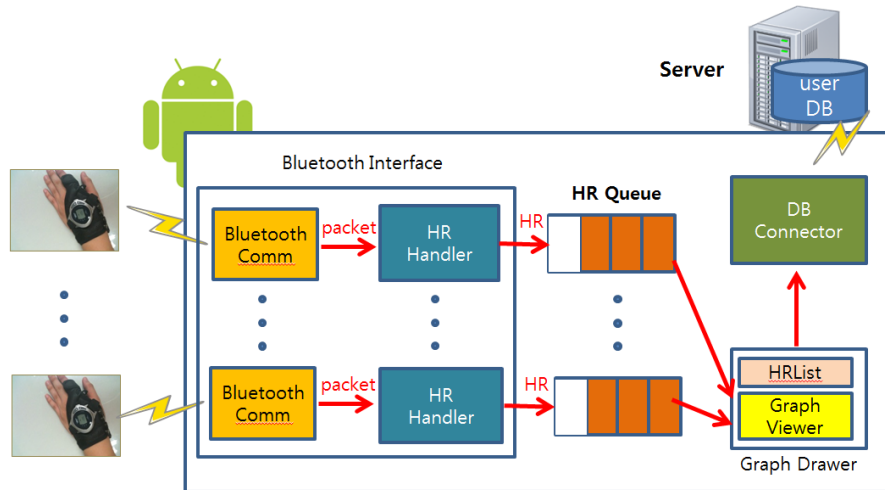 Server
user
DB
Bluetooth Interface
HR Queue
Bluetooth
Comm
packet
HR
Handler
HR
DB
Connector
Bluetooth
Comm
packet
HR
Handler
HR
HRList
Graph
Viewer
Graph Drawer